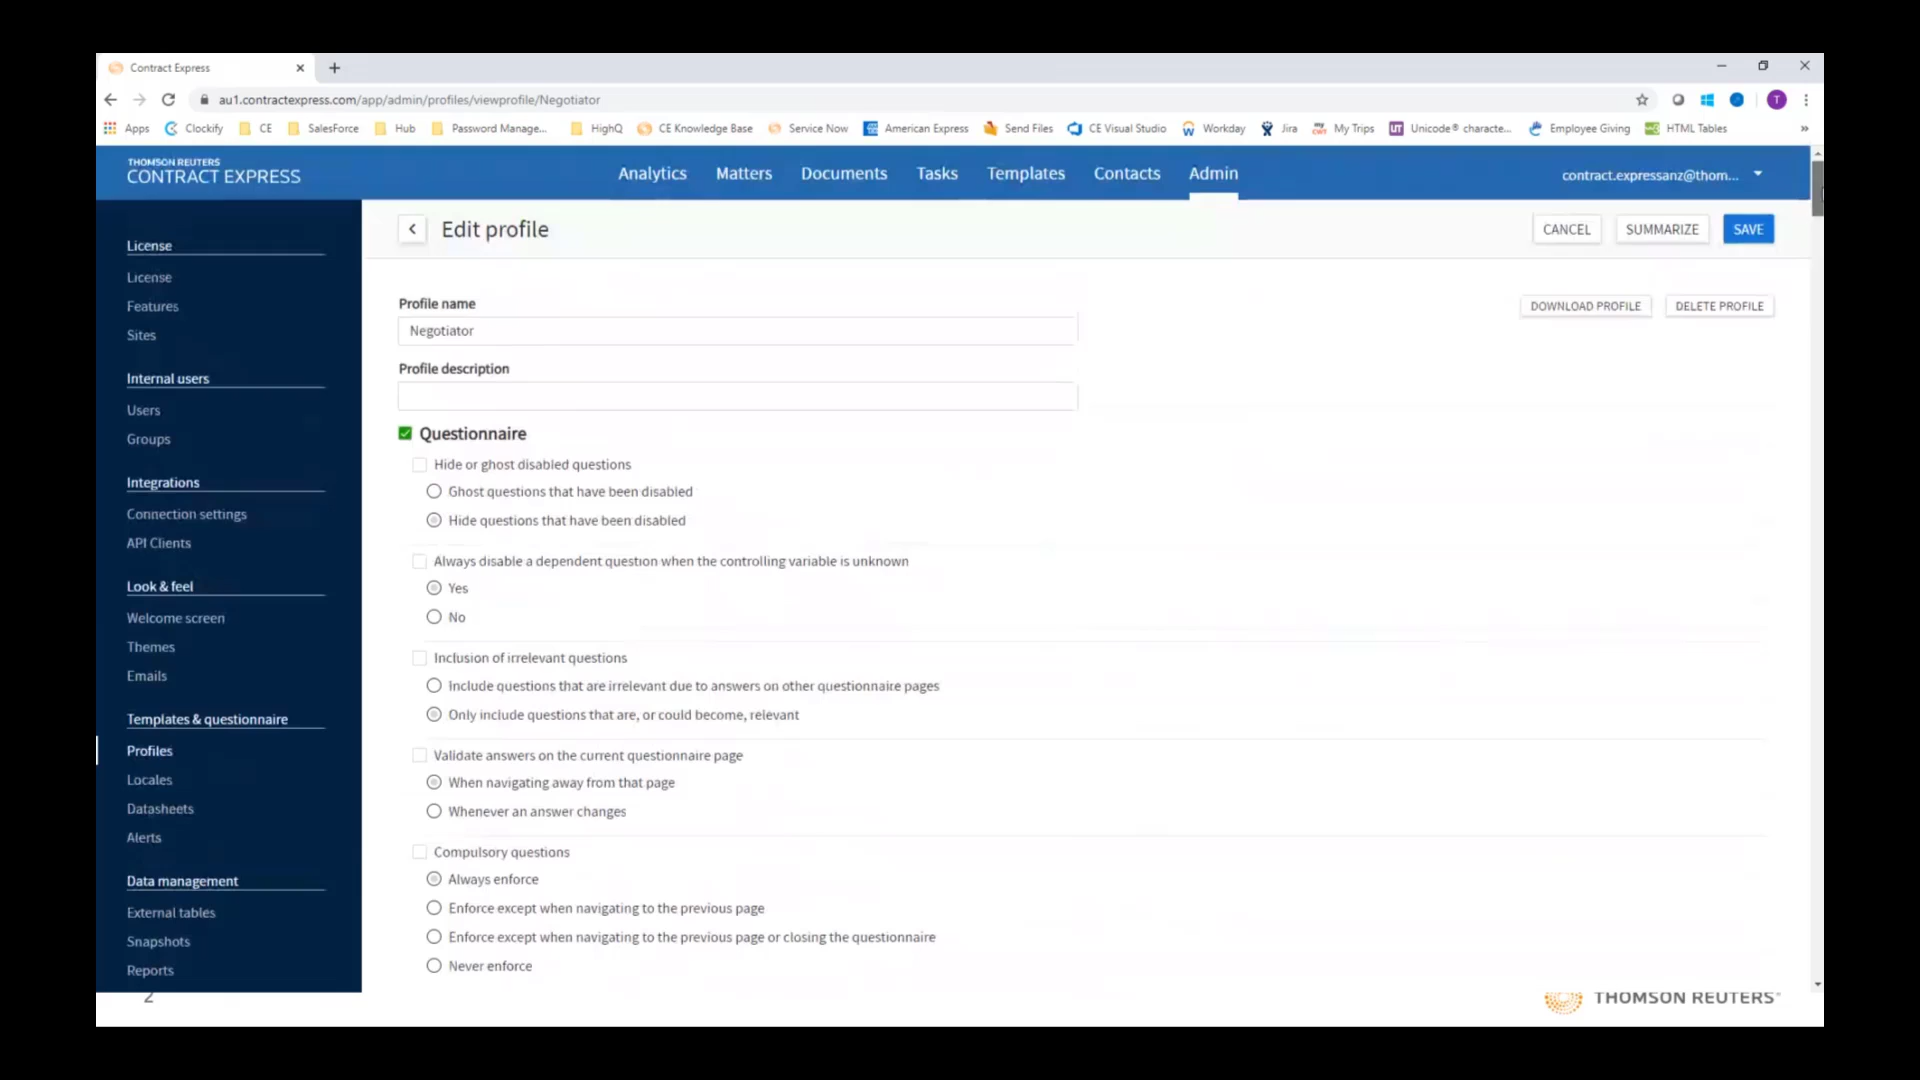 Contract Express
au1.contractexpress.com/app/admin/profiles/viewprofile/Negotiator
T
Apps Clockify CE SalesForce Hub Password Manage... HighQ CE Knowledge Base Service Now American Express Send Files CE Visual Studio Workday Jira My Trips Unicode® characte... Employee Giving HTML Tables »
THOMSON REUTERS
CONTRACT EXPRESS
Analytics Matters Documents Tasks Templates Contacts Admin
contract.expressanz@thom...
License
License
Features
Sites
Internal users
Users
Groups
Integrations
Connection settings
API Clients
Look & feel
Welcome screen
Themes
Emails
Templates & questionnaire
Profiles
Locales
Datasheets
Alerts
Data management
External tables
Snapshots
Reports
Edit profile
CANCEL SUMMARIZE SAVE
Profile name
DOWNLOAD PROFILE DELETE PROFILE
Negotiator
Profile description
Questionnaire
Hide or ghost disabled questions
Ghost questions that have been disabled
Hide questions that have been disabled
Always disable a dependent question when the controlling variable is unknown
Yes
No
Inclusion of irrelevant questions
Include questions that are irrelevant due to answers on other questionnaire pages
Only include questions that are, or could become, relevant
Validate answers on the current questionnaire page
When navigating away from that page
Whenever an answer changes
Compulsory questions
Always enforce
Enforce except when navigating to the previous page
Enforce except when navigating to the previous page or closing the questionnaire
Never enforce
2
THOMSON REUTERS